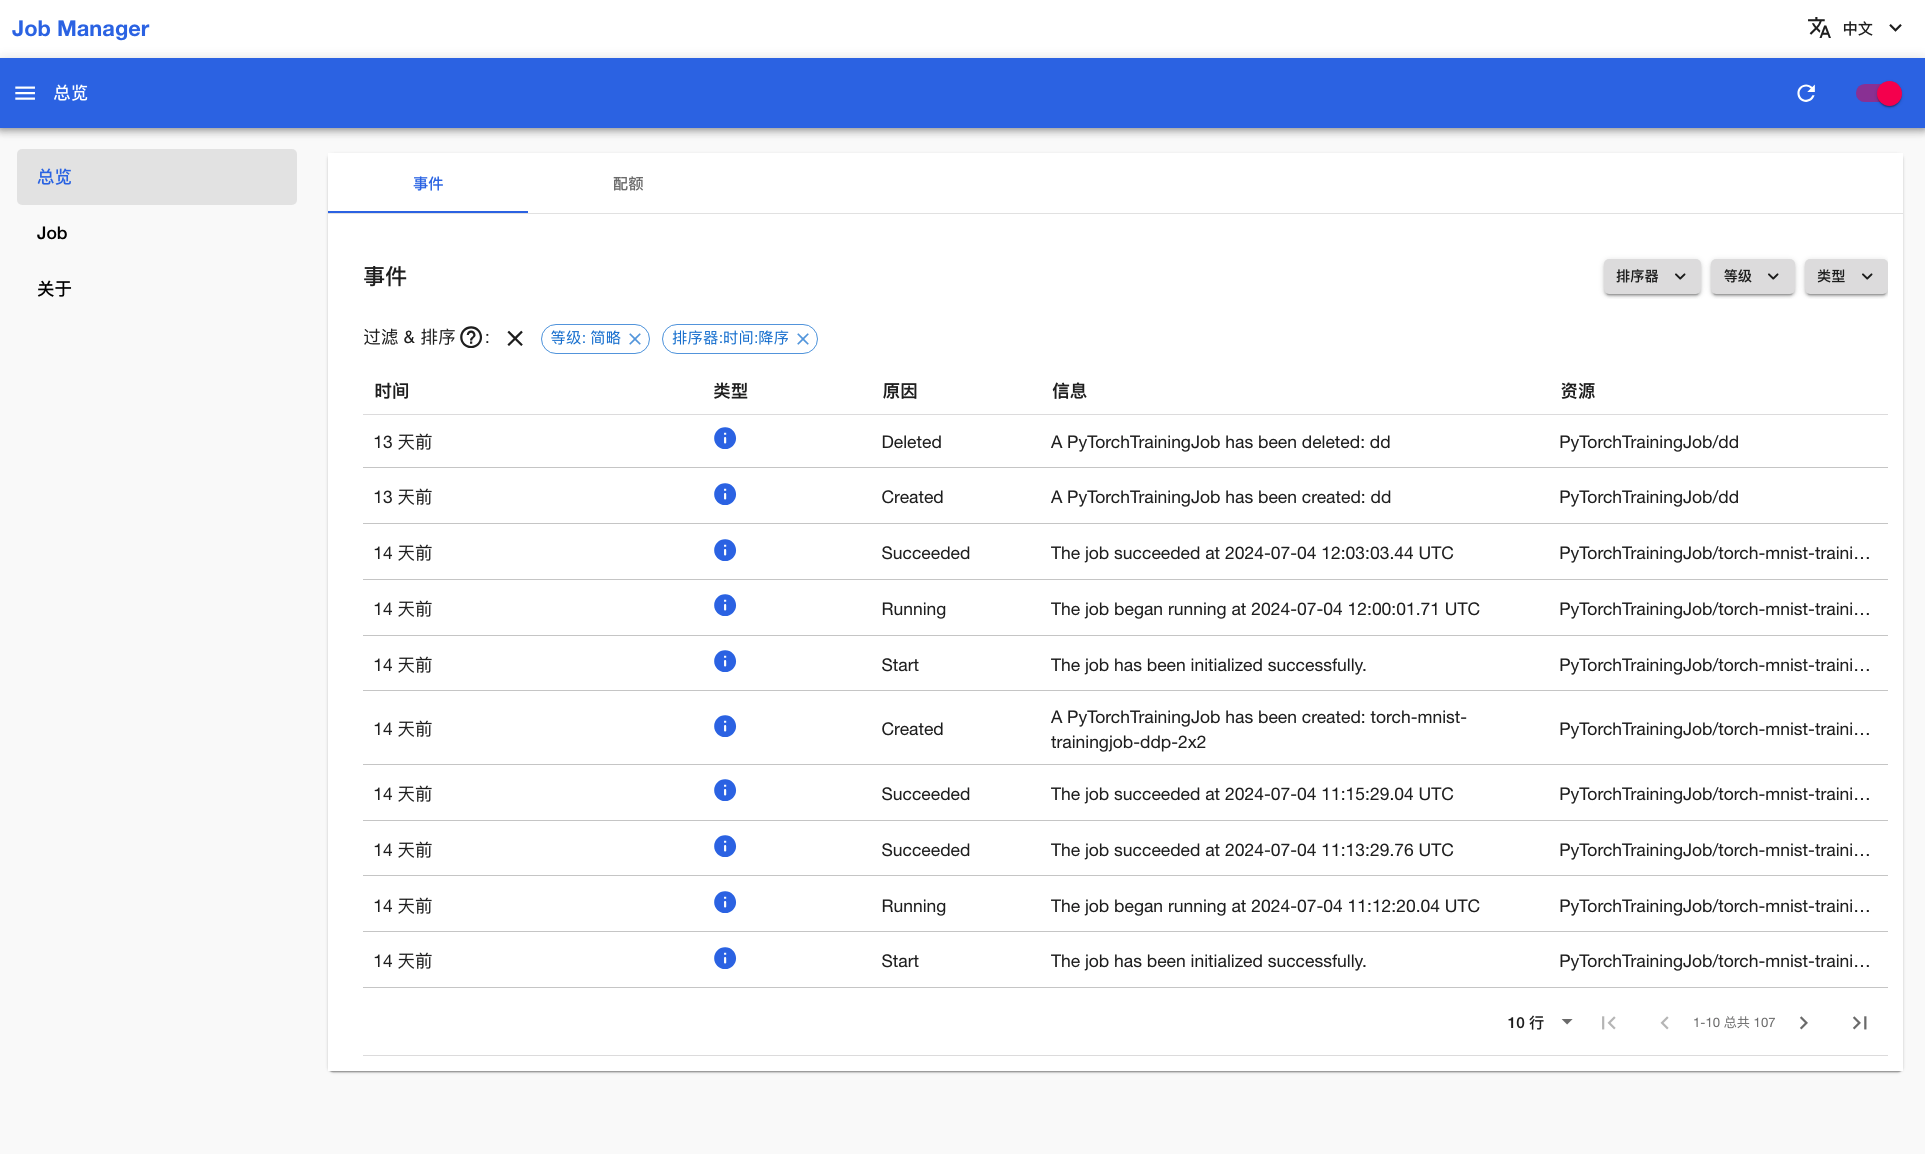 Job Manager
中文
总览
总览
Job
关于
事件 配额
事件
排序器 等级 类型
过滤 & 排序 : 等级: 简略 排序器:时间:降序
时间 类型 原因 信息 资源
13 天前 Deleted A PyTorchTrainingJob has been deleted: dd PyTorchTrainingJob/dd
13 天前 Created A PyTorchTrainingJob has been created: dd PyTorchTrainingJob/dd
14 天前 Succeeded The job succeeded at 2024-07-04 12:03:03.44 UTC PyTorchTrainingJob/torch-mnist-traini…
14 天前 Running The job began running at 2024-07-04 12:00:01.71 UTC PyTorchTrainingJob/torch-mnist-traini…
14 天前 Start The job has been initialized successfully. PyTorchTrainingJob/torch-mnist-traini…
14 天前 Created A PyTorchTrainingJob has been created: torch-mnist-
trainingjob-ddp-2x2 PyTorchTrainingJob/torch-mnist-traini…
14 天前 Succeeded The job succeeded at 2024-07-04 11:15:29.04 UTC PyTorchTrainingJob/torch-mnist-traini…
14 天前 Succeeded The job succeeded at 2024-07-04 11:13:29.76 UTC PyTorchTrainingJob/torch-mnist-traini…
14 天前 Running The job began running at 2024-07-04 11:12:20.04 UTC PyTorchTrainingJob/torch-mnist-traini…
14 天前 Start The job has been initialized successfully. PyTorchTrainingJob/torch-mnist-traini…
10 行 1-10 总共 107